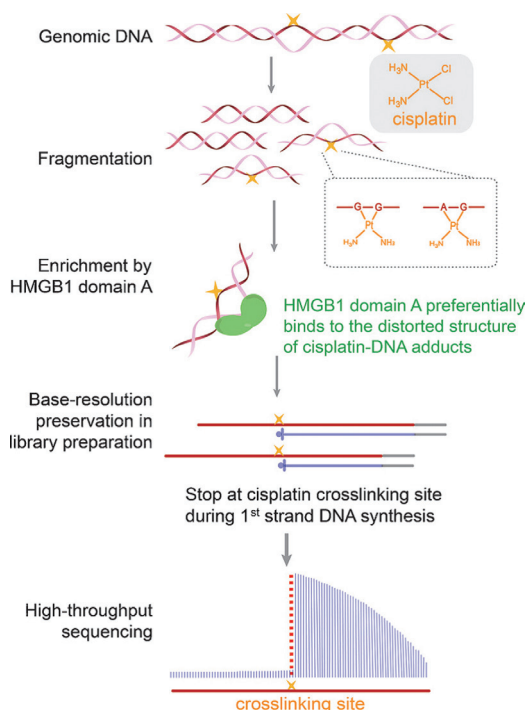 Genomic DNA
H₃N
Cl
Pt
H₃N
Cl
cisplatin
Fragmentation
G G
Pt
H₃N
NH₃
A G
Pt
H₃N
NH₃
Enrichment by
HMGB1 domain A
HMGB1 domain A preferentially
binds to the distorted structure
of cisplatin-DNA adducts
Base-resolution
preservation in
library preparation
Stop at cisplatin crosslinking site
during 1st strand DNA synthesis
High-throughput
sequencing
crosslinking site